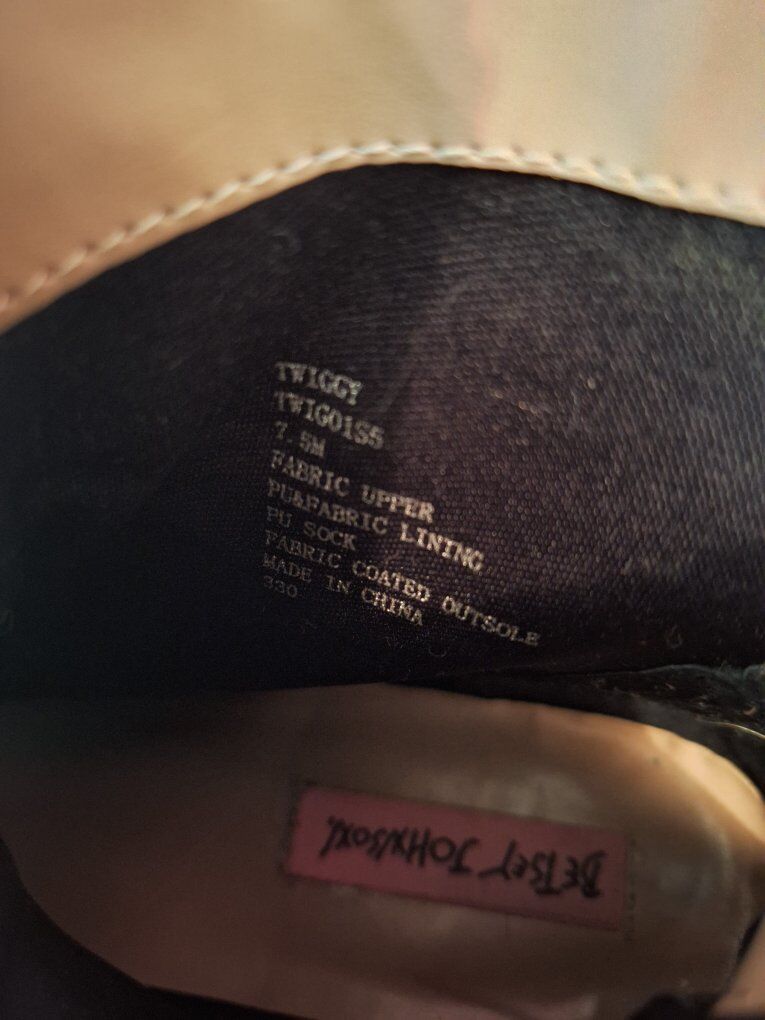 TWIGGY
TWIG01S5
7.5M
FABRIC UPPER
PU&FABRIC LINING
PU SOCK
FABRIC COATED OUTSOLE
MADE IN CHINA
330
BETSEY JOHNSON.